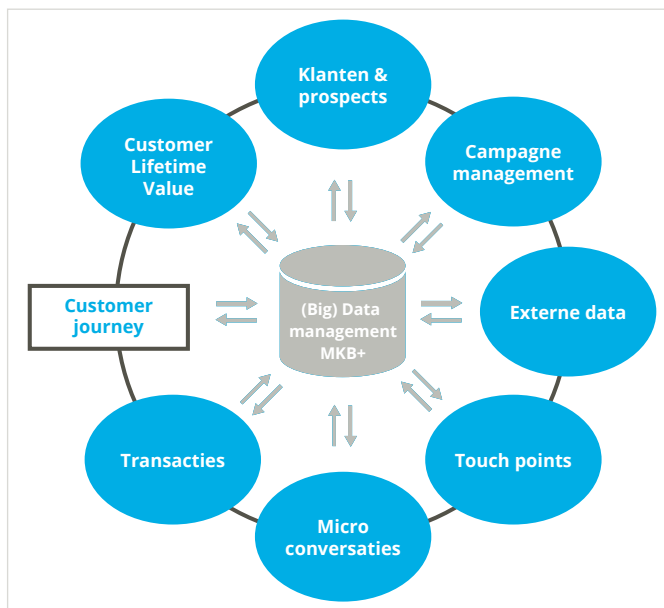 Klanten &
prospects
Customer
Lifetime
Value
Campagne
management
Customer
journey
(Big) Data
management
MKB+
Externe data
Transacties
Touch points
Micro
conversaties